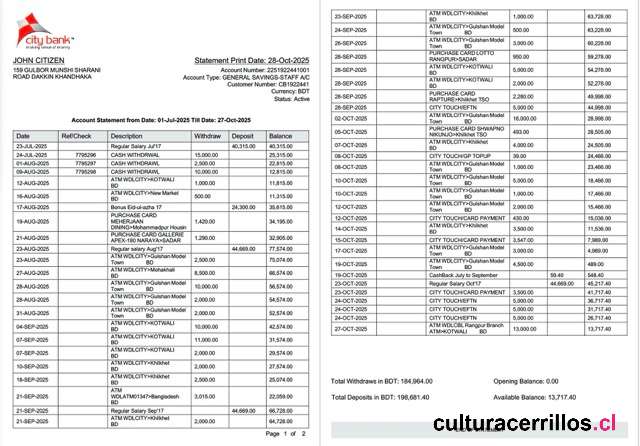 city bank
making sense of money
JOHN CITIZEN
159 GULBOR MUNSHI SHARANI
ROAD DAKKIN KHANDHAKA
Statement Print Date: 28-Oct-2025
Account Number: 2251922441001
Account Type: GENERAL SAVINGS-STAFF A/C
Customer Number: CB1922441
Currency: BDT
Status: Active
Account Statement from Date: 01-Jul-2025 Till Date: 27-Oct-2025
Date Ref/Check Description Withdraw Deposit Balance
23-JUL-2025 Regular Salary Jul'17 40,315.00 40,315.00
24-JUL-2025 7795296 CASH WITHDRWAL 15,000.00 25,315.00
01-AUG-2025 7795297 CASH WITHDRAWL 2,500.00 22,815.00
09-AUG-2025 7795298 CASH WITHDRAWL 10,000.00 12,815.00
12-AUG-2025 ATM WDLCITY>KOTWALI BD 1,000.00 11,815.00
16-AUG-2025 ATM WDLCITY>New Market BD 500.00 11,315.00
17-AUG-2025 Bonus Eid-ul-uzha 17 24,300.00 35,615.00
19-AUG-2025 PURCHASE CARD MEHERJAAN DINING>Mohammadpur Housin 1,420.00 34,195.00
21-AUG-2025 PURCHASE CARD GALLERIE APEX-180 NARAYA>SADAR 1,290.00 32,905.00
23-AUG-2025 Regular salary Aug'17 44,669.00 77,574.00
23-AUG-2025 ATM WDLCITY>Gulshan Model Town BD 2,500.00 75,074.00
27-AUG-2025 ATM WDLCITY>Mohakhali BD 8,500.00 66,574.00
28-AUG-2025 ATM WDLCITY>Gulshan Model Town BD 10,000.00 56,574.00
28-AUG-2025 ATM WDLCITY>Gulshan Model Town BD 2,000.00 54,574.00
31-AUG-2025 ATM WDLCITY>Gulshan Model Town BD 2,000.00 52,574.00
04-SEP-2025 ATM WDLCITY>KOTWALI BD 10,000.00 42,574.00
07-SEP-2025 ATM WDLCITY>KOTWALI BD 11,000.00 31,574.00
07-SEP-2025 ATM WDLCITY>KOTWALI BD 2,000.00 29,574.00
10-SEP-2025 ATM WDLCITY>Khilkhet BD 2,000.00 27,574.00
18-SEP-2025 ATM WDLCITY>Khilkhet BD 2,500.00 25,074.00
21-SEP-2025 ATM WDLATM01347>Bangladesh BD 3,015.00 22,059.00
21-SEP-2025 Regular Salary Sep'17 44,669.00 66,728.00
21-SEP-2025 ATM WDLCITY>Khilkhet BD 2,000.00 64,728.00
Page 1 of 2
23-SEP-2025 ATM WDLCITY>Khilkhet BD 1,000.00 63,728.00
24-SEP-2025 ATM WDLCITY>Gulshan Model Town BD 500.00 63,228.00
26-SEP-2025 ATM WDLCITY>Gulshan Model Town BD 3,000.00 60,228.00
28-SEP-2025 PURCHASE CARD LOTTO RANGPUR>SADAR 950.00 59,278.00
28-SEP-2025 ATM WDLCITY>KOTWALI BD 5,000.00 54,278.00
28-SEP-2025 ATM WDLCITY>KOTWALI BD 2,000.00 52,278.00
28-SEP-2025 PURCHASE CARD RAPTURE>Khilkhet TSO 2,280.00 49,998.00
28-SEP-2025 CITY TOUCH/EFTN 5,000.00 44,998.00
02-OCT-2025 ATM WDLCITY>KOTWALI BD 16,000.00 28,998.00
05-OCT-2025 PURCHASE CARD SHWAPNO NIKUNJO>Khilkhet TSO 493.00 28,505.00
07-OCT-2025 ATM WDLCITY>Khilkhet BD 4,000.00 24,505.00
08-OCT-2025 CITY TOUCH/GP TOPUP 39.00 24,466.00
08-OCT-2025 ATM WDLCITY>Gulshan Model Town BD 1,000.00 23,466.00
10-OCT-2025 ATM WDLCITY>Gulshan Model Town BD 5,000.00 18,466.00
10-OCT-2025 ATM WDLCITY>Gulshan Model Town BD 1,000.00 17,466.00
12-OCT-2025 ATM WDLCITY>Gulshan Model Town BD 2,000.00 15,466.00
12-OCT-2025 CITY TOUCH/CARD PAYMENT 430.00 15,036.00
14-OCT-2025 ATM WDLCITY>Khilkhet BD 3,500.00 11,536.00
15-OCT-2025 CITY TOUCH/CARD PAYMENT 3,547.00 7,989.00
17-OCT-2025 ATM WDLCITY>Gulshan Model Town BD 3,000.00 4,989.00
19-OCT-2025 ATM WDLCITY>Gulshan Model Town BD 4,500.00 489.00
19-OCT-2025 CashBack July to September 59.40 548.40
23-OCT-2025 Regular Salary Oct'17 44,669.00 45,217.40
23-OCT-2025 CITY TOUCH/CARD PAYMENT 3,500.00 41,717.40
24-OCT-2025 CITY TOUCH/EFTN 5,000.00 36,717.40
24-OCT-2025 CITY TOUCH/EFTN 5,000.00 31,717.40
24-OCT-2025 CITY TOUCH/EFTN 5,000.00 26,717.40
27-OCT-2025 ATM WDLCBL Rangpur Branch ATM>KOTWALI BD 13,000.00 13,717.40
Total Withdraws in BDT: 184,964.00 Opening Balance: 0.00
Total Deposits in BDT: 198,681.40 Available Balance: 13,717.40
culturacerrillos.cl